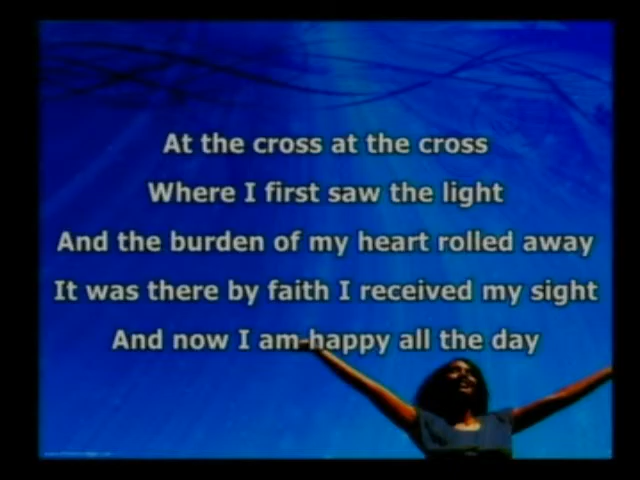 At the cross at the cross
Where I first saw the light
And the burden of my heart rolled away
It was there by faith I received my sight
And now I am happy all the day